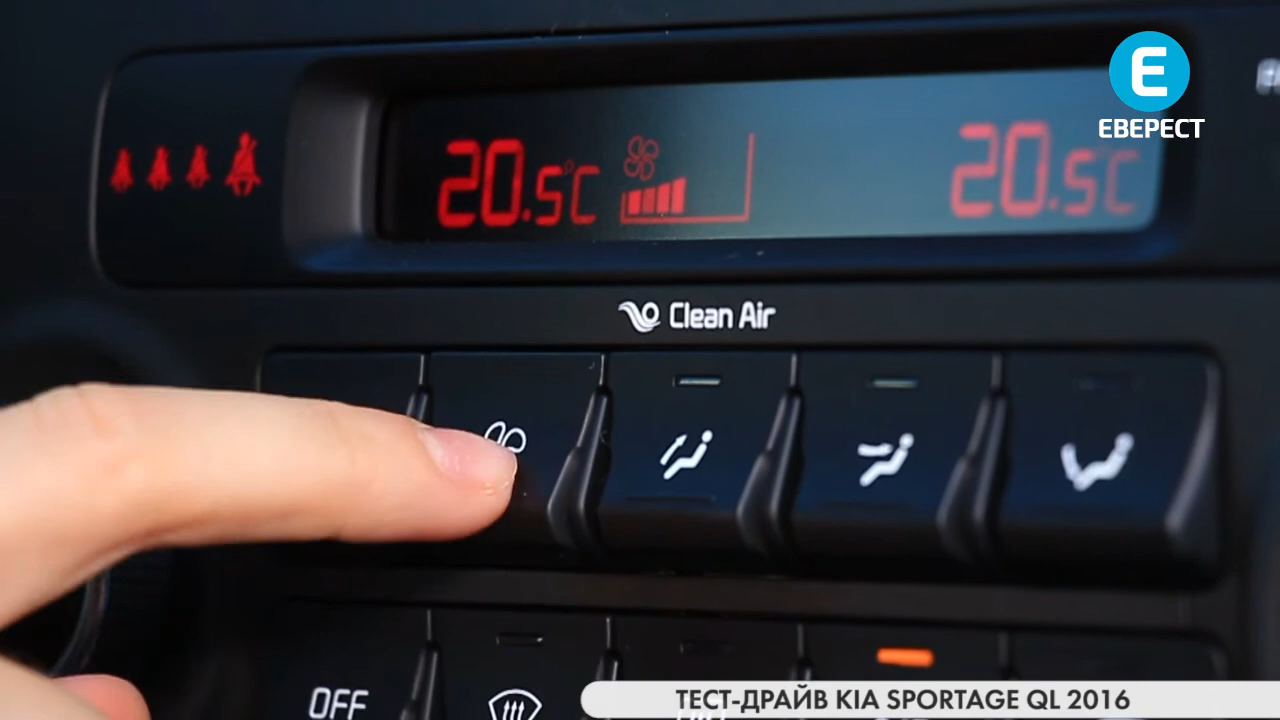 E
ЕВЕРЕСТ
20.5°C
20.5°C
Clean Air
OFF
ТЕСТ-ДРАЙВ KIA SPORTAGE QL 2016